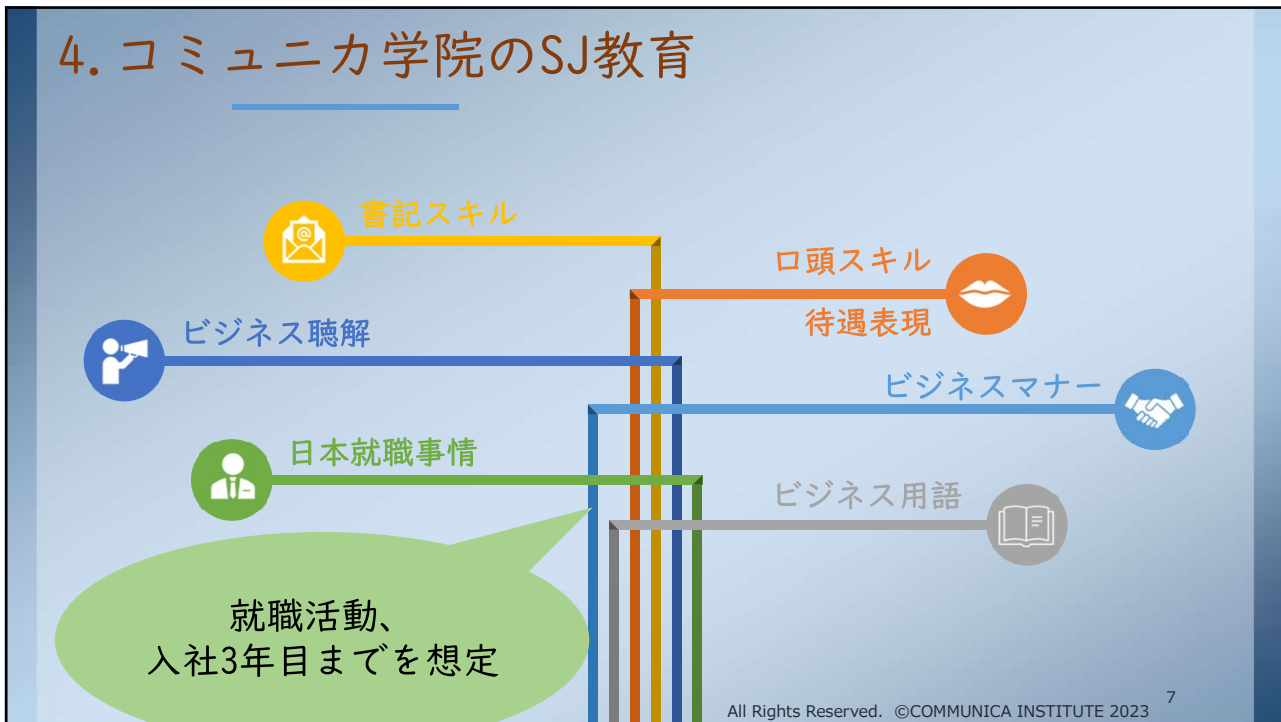 4.コミュニカ学院のSJ教育
書記スキル
口頭スキル
待遇表現
ビジネス聴解
ビジネスマナー
日本就職事情
ビジネス用語
就職活動、
入社3年目までを想定
All Rights Reserved. ©COMMUNICA INSTITUTE 2023
7